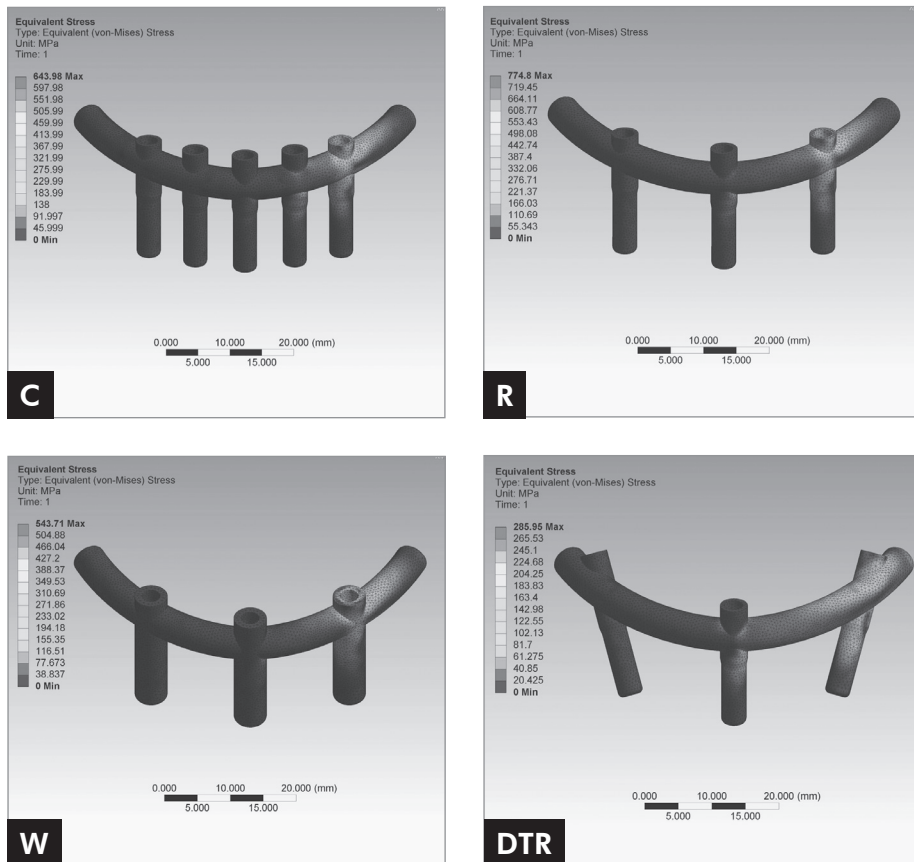 Equivalent Stress
Type: Equivalent (von-Mises) Stress
Unit: MPa
Time: 1
643.98 Max
597.98
551.98
505.99
459.99
413.99
367.99
321.99
275.99
229.99
183.99
138
91.997
45.999
0 Min
0.000 10.000 20.000 (mm)
5.000 15.000
C
Equivalent Stress
Type: Equivalent (von-Mises) Stress
Unit: MPa
Time: 1
774.8 Max
719.45
664.11
608.77
553.43
498.08
442.74
387.4
332.06
276.71
221.37
166.03
110.69
55.343
0 Min
0.000 10.000 20.000 (mm)
5.000 15.000
R
Equivalent Stress
Type: Equivalent (von-Mises) Stress
Unit: MPa
Time: 1
543.71 Max
504.88
466.04
427.2
388.37
349.53
310.69
271.86
233.02
194.18
155.35
116.51
77.673
38.837
0 Min
0.000 10.000 20.000 (mm)
5.000 15.000
W
Equivalent Stress
Type: Equivalent (von-Mises) Stress
Unit: MPa
Time: 1
285.95 Max
265.53
245.1
224.68
204.25
183.83
163.4
142.98
122.55
102.13
81.7
61.275
40.85
20.425
0 Min
0.000 10.000 20.000 (mm)
5.000 15.000
DTR